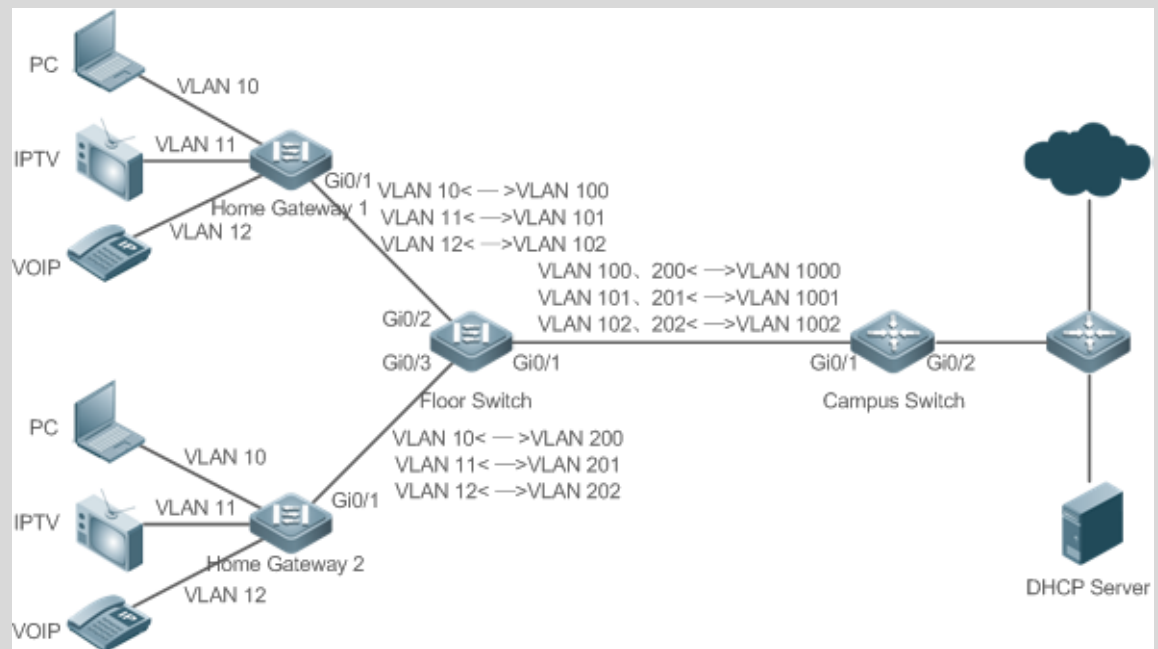 PC
VLAN 10
IPTV
VLAN 11
Gi0/1
Home Gateway 1
VLAN 12
VOIP
VLAN 10< — >VLAN 100
VLAN 11< —>VLAN 101
VLAN 12< —>VLAN 102
VLAN 100、200< —>VLAN 1000
VLAN 101、201< —>VLAN 1001
VLAN 102、202< —>VLAN 1002
Gi0/2
Gi0/3
Gi0/1
Floor Switch
Gi0/1
Gi0/2
Campus Switch
VLAN 10< — >VLAN 200
VLAN 11< —>VLAN 201
VLAN 12< —>VLAN 202
PC
VLAN 10
IPTV
VLAN 11
Gi0/1
Home Gateway 2
VLAN 12
VOIP
IP
IP
DHCP Server